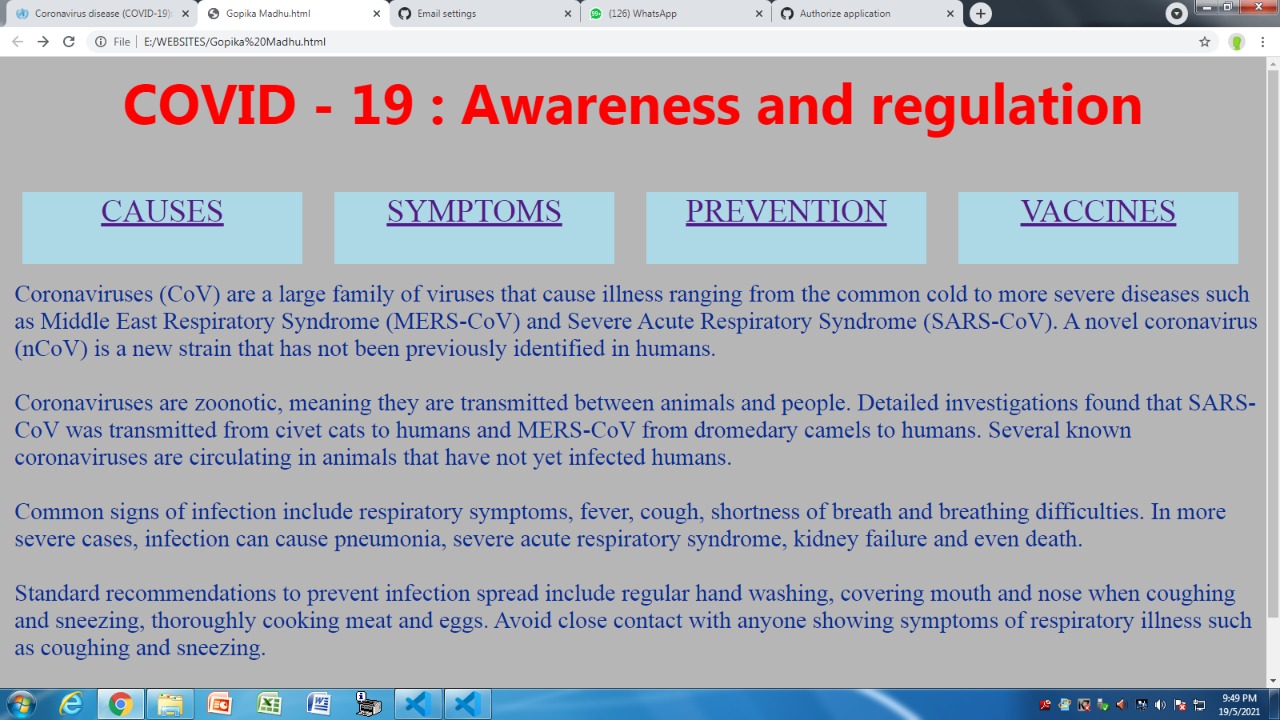 Coronavirus disease (COVID-19):
Gopika Madhu.html
Email settings
99+
(126) WhatsApp
Authorize application
File
E:/WEBSITES/Gopika%20Madhu.html
COVID - 19 : Awareness and regulation
CAUSES
SYMPTOMS
PREVENTION
VACCINES
Coronaviruses (CoV) are a large family of viruses that cause illness ranging from the common cold to more severe diseases such
as Middle East Respiratory Syndrome (MERS-CoV) and Severe Acute Respiratory Syndrome (SARS-CoV). A novel coronavirus
(nCoV) is a new strain that has not been previously identified in humans.
Coronaviruses are zoonotic, meaning they are transmitted between animals and people. Detailed investigations found that SARS-
CoV was transmitted from civet cats to humans and MERS-CoV from dromedary camels to humans. Several known
coronaviruses are circulating in animals that have not yet infected humans.
Common signs of infection include respiratory symptoms, fever, cough, shortness of breath and breathing difficulties. In more
severe cases, infection can cause pneumonia, severe acute respiratory syndrome, kidney failure and even death.
Standard recommendations to prevent infection spread include regular hand washing, covering mouth and nose when coughing
and sneezing, thoroughly cooking meat and eggs. Avoid close contact with anyone showing symptoms of respiratory illness such
as coughing and sneezing.
9:49 PM
19/5/2021